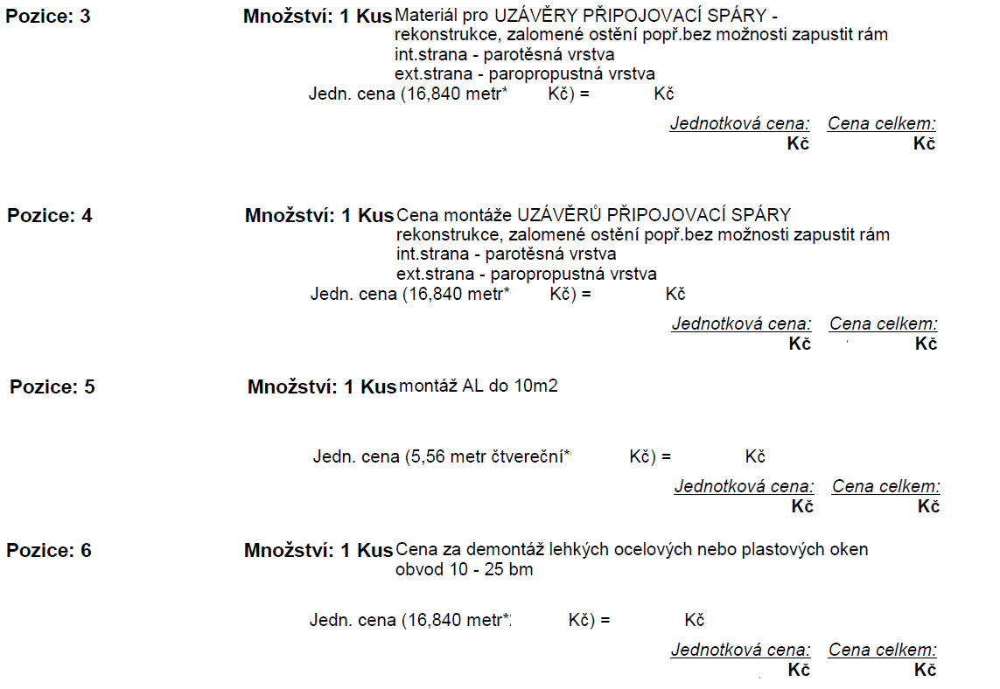 Pozice: 3 Množství: 1 Kus Materiál pro UZÁVĚRY PŘIPOJOVACÍ SPÁRY -
rekonstrukce, zalomené ostění popř.bez možnosti zapustit rám
int.strana - parotěsná vrstva
ext.strana - paropropustná vrstva
Jedn. cena (16,840 metr* Kč) = Kč
Jednotková cena: Cena celkem:
Kč Kč
Pozice: 4 Množství: 1 Kus Cena montáže UZÁVĚRŮ PŘIPOJOVACÍ SPÁRY
rekonstrukce, zalomené ostění popř.bez možnosti zapustit rám
int.strana - parotěsná vrstva
ext.strana - paropropustná vrstva
Jedn. cena (16,840 metr* Kč) = Kč
Jednotková cena: Cena celkem:
Kč Kč
Pozice: 5 Množství: 1 Kus montáž AL do 10m2
Jedn. cena (5,56 metr čtvereční* Kč) = Kč
Jednotková cena: Cena celkem:
Kč Kč
Pozice: 6 Množství: 1 Kus Cena za demontáž lehkých ocelových nebo plastových oken
obvod 10 - 25 bm
Jedn. cena (16,840 metr* Kč) = Kč
Jednotková cena: Cena celkem:
Kč Kč